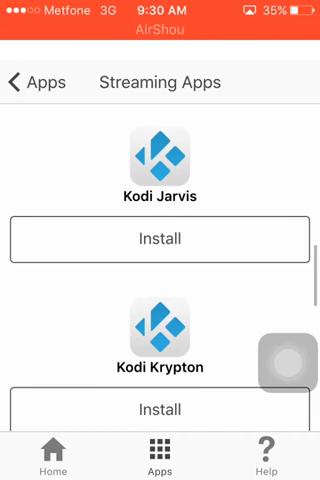 Metfone 3G 9:30 AM 35%
AirShou
Apps Streaming Apps
Kodi Jarvis
Install
Kodi Krypton
Install
Home Apps Help